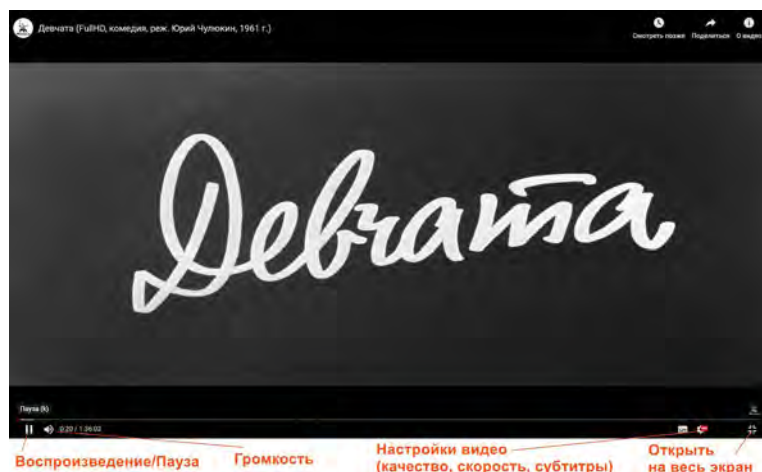 Девчата (FullHD, комедия, реж. Юрий Чулюкин, 1961 г.)
Смотреть позже Поделиться О видео
Девчата
Пауза (k)
0:20 / 1:36:02
Воспроизведение/Пауза
Громкость
Настройки видео
(качество, скорость, субтитры)
Открыть
на весь экран